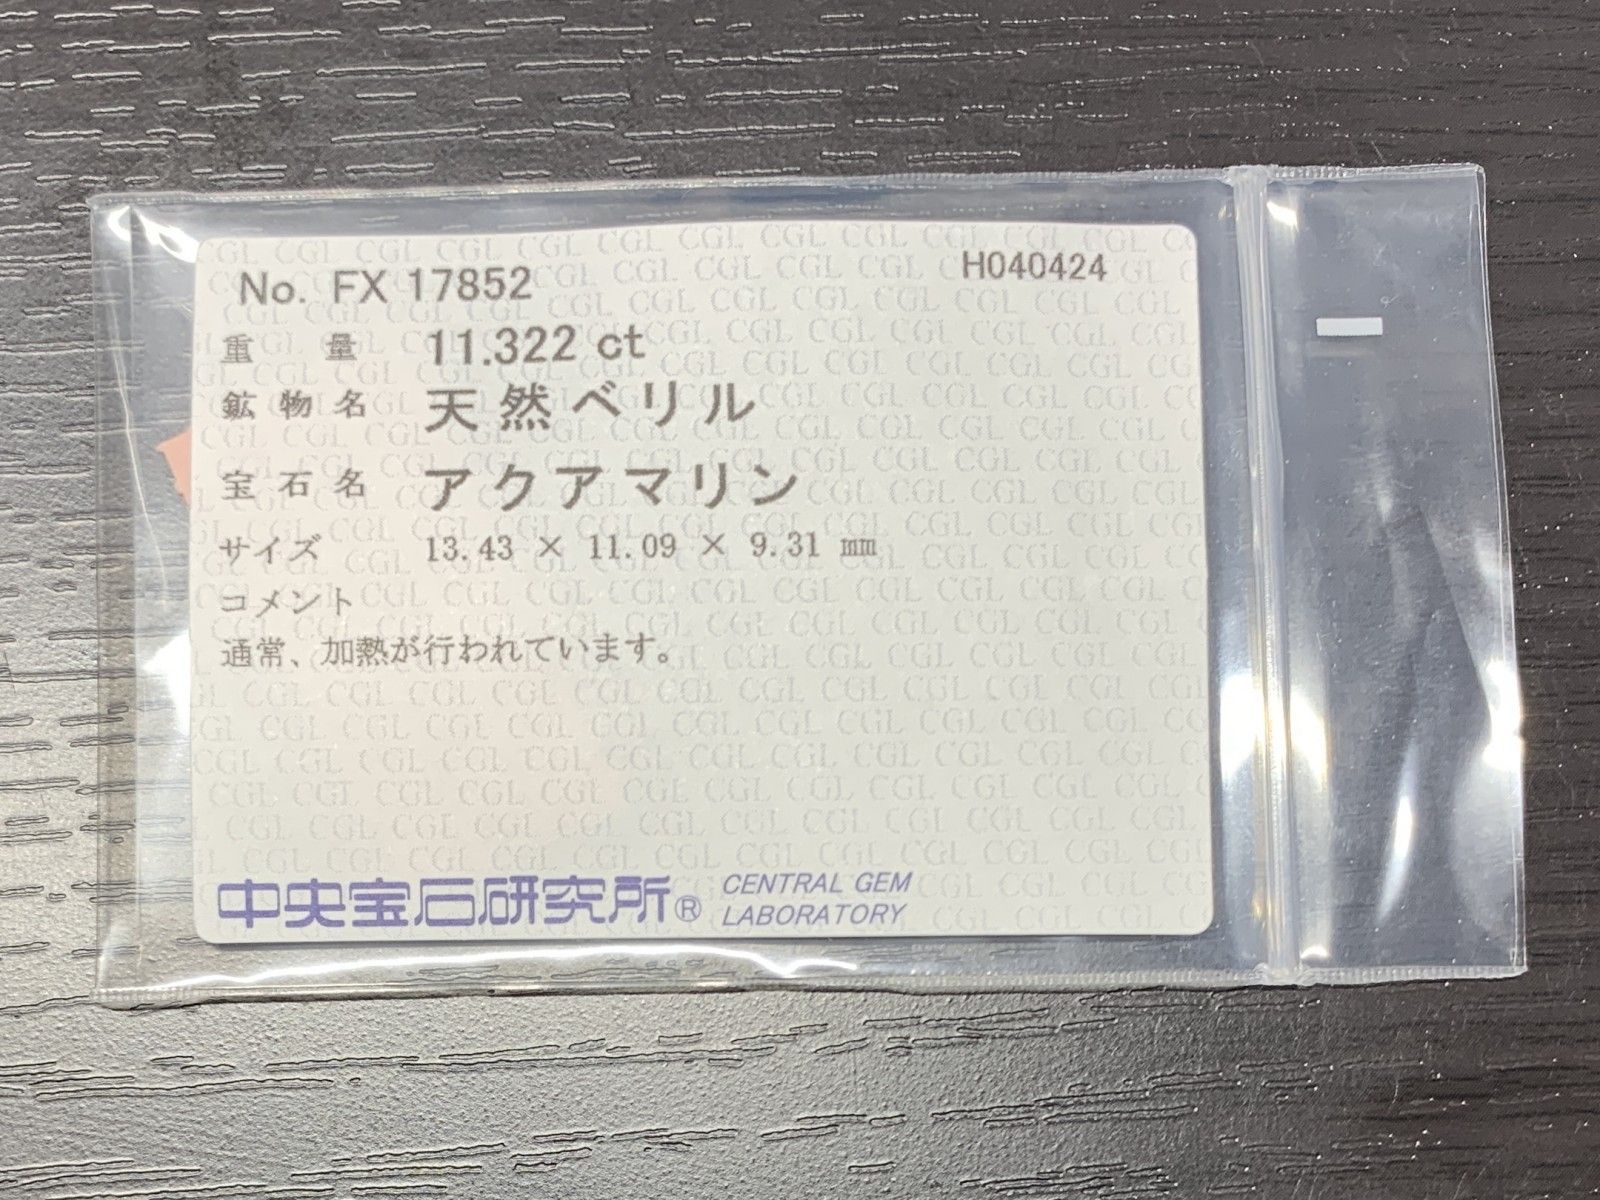 No. FX 17852
H040424
重量 11.322 ct
鉱物名 天然ベリル
宝石名 アクアマリン
サイズ 13.43 × 11.09 × 9.31 ㎜
コメント
通常、加熱が行われています。
中央宝石研究所® CENTRAL GEM
LABORATORY